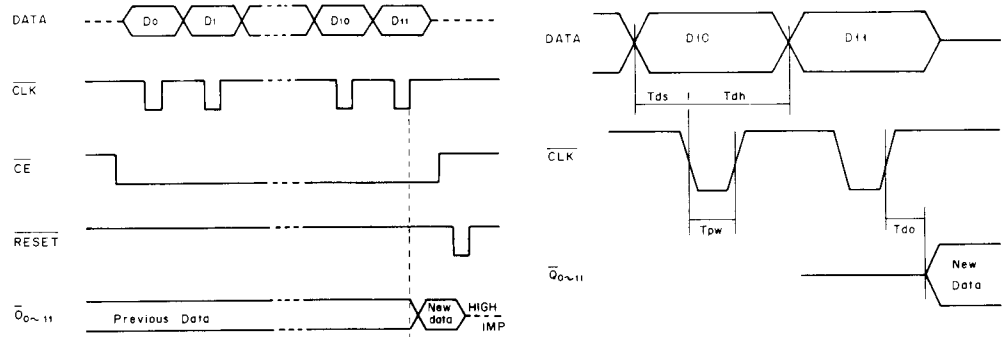 DATA D0 D1 D10 D11
CLK
CE
RESET
Q0~11 Previous Data New data HIGH IMP
DATA D10 D11
Tds Tdh
CLK
Tpw Tdo
Q0~11 New Data